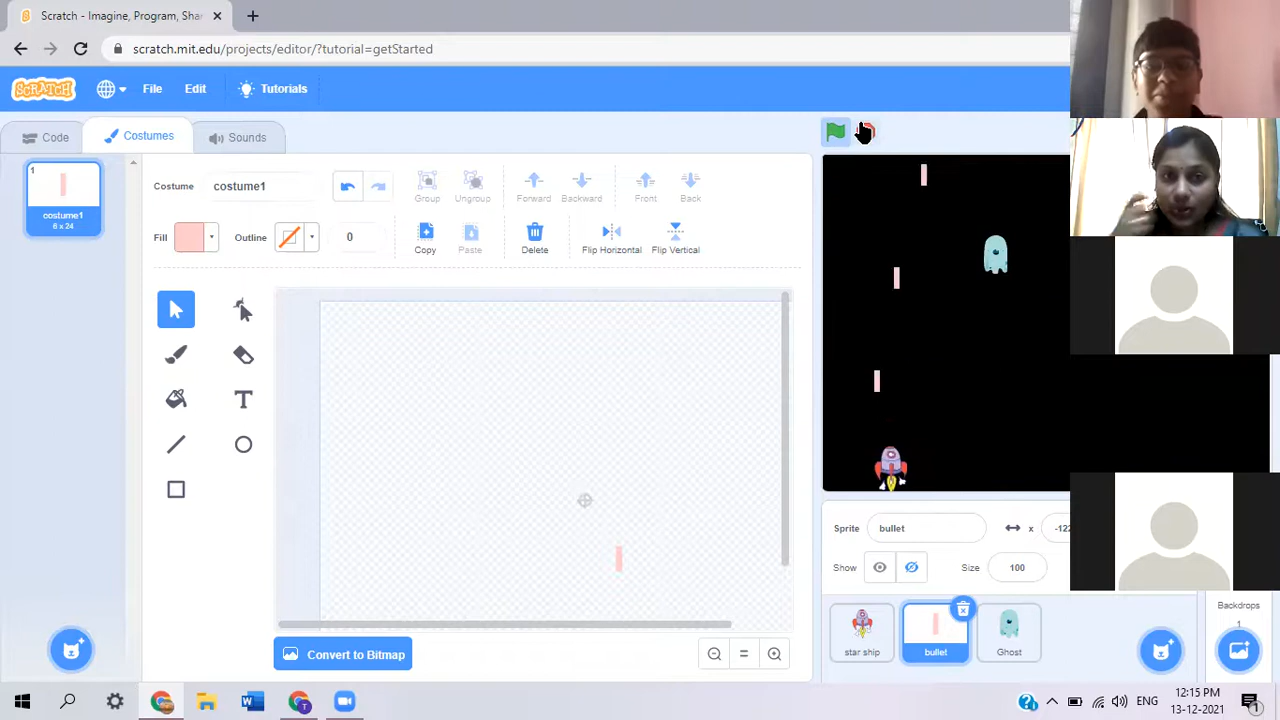 Scratch - Imagine, Program, Sha
scratch.mit.edu/projects/editor/?tutorial=getStarted
SCRATCH
File
Edit
Tutorials
Code
Costumes
Sounds
1
costume1
6 x 24
Costume
costume1
Group
Ungroup
Forward
Backward
Front
Back
Fill
Outline
0
Copy
Paste
Delete
Flip Horizontal
Flip Vertical
T
Convert to Bitmap
Sprite
bullet
x
-122
Show
Size
100
star ship
bullet
Ghost
Backdrops
1
ENG
12:15 PM
13-12-2021